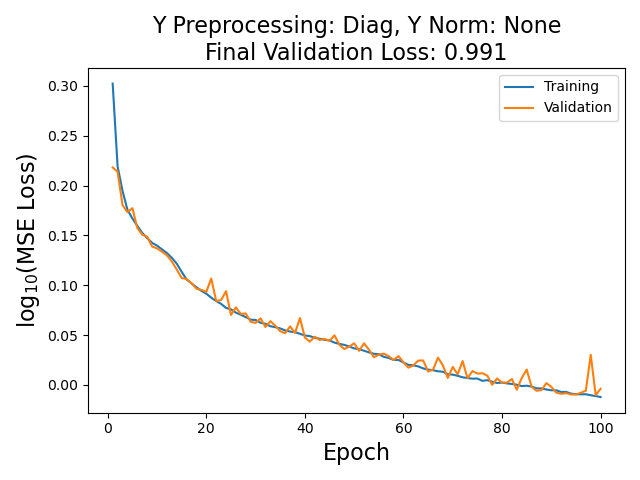 Y Preprocessing: Diag, Y Norm: None
Final Validation Loss: 0.991
Training
Validation
0.30
0.25
0.20
0.15
0.10
0.05
0.00
log₁₀(MSE Loss)
0 20 40 60 80 100
Epoch